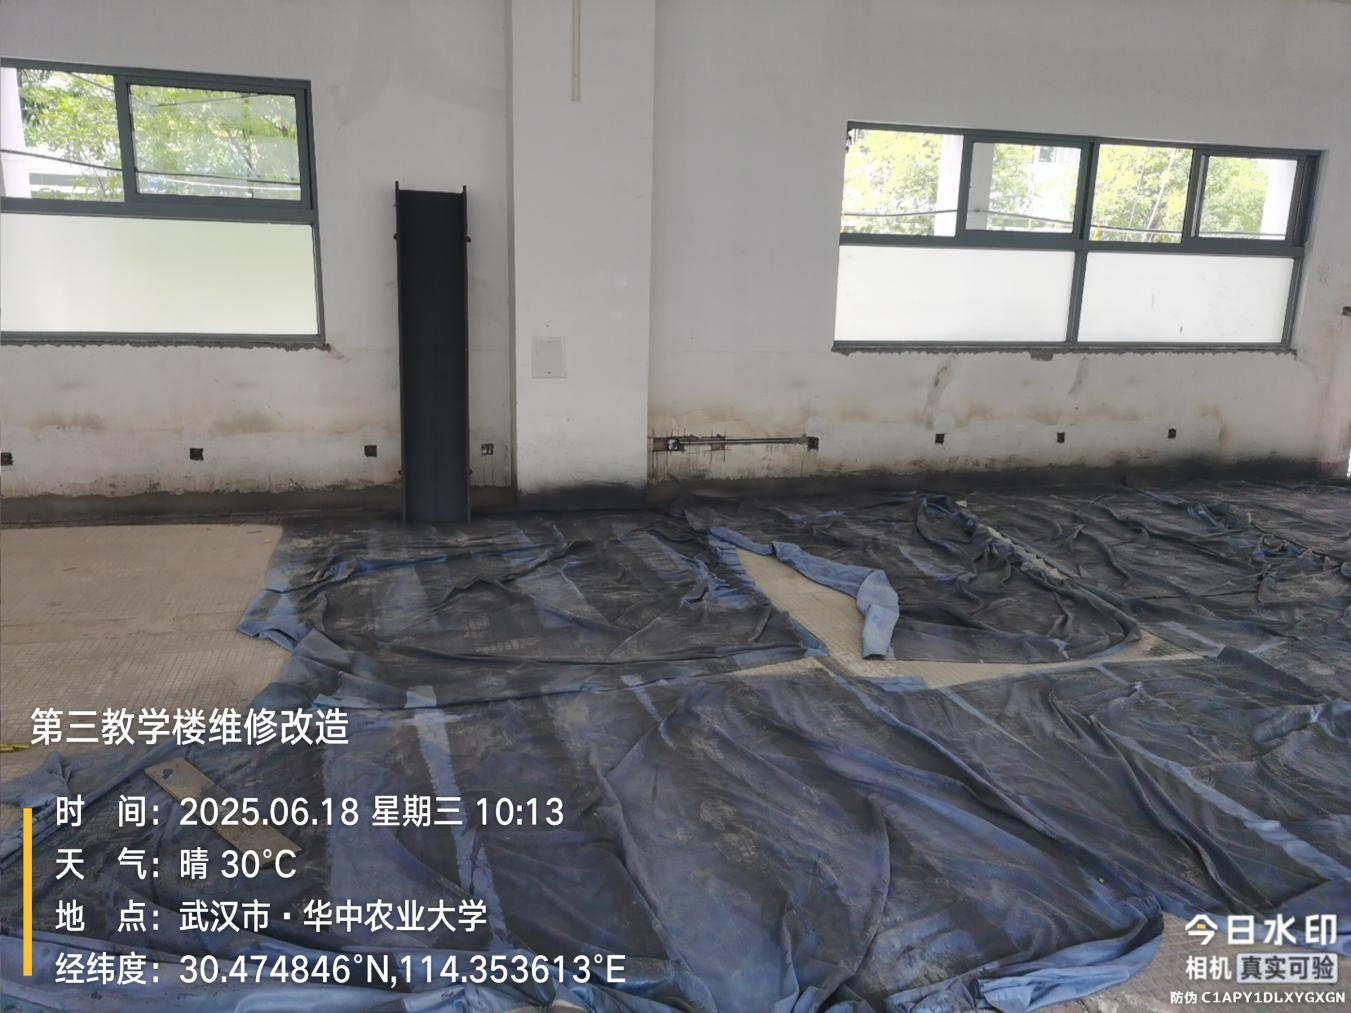 第三教学楼维修改造
时 间：2025.06.18 星期三 10:13
天 气：晴 30°C
地 点：武汉市·华中农业大学
经纬度：30.474846°N,114.353613°E
今日水印
相机 真实可验
防伪 C1APY1DLXYGXGN